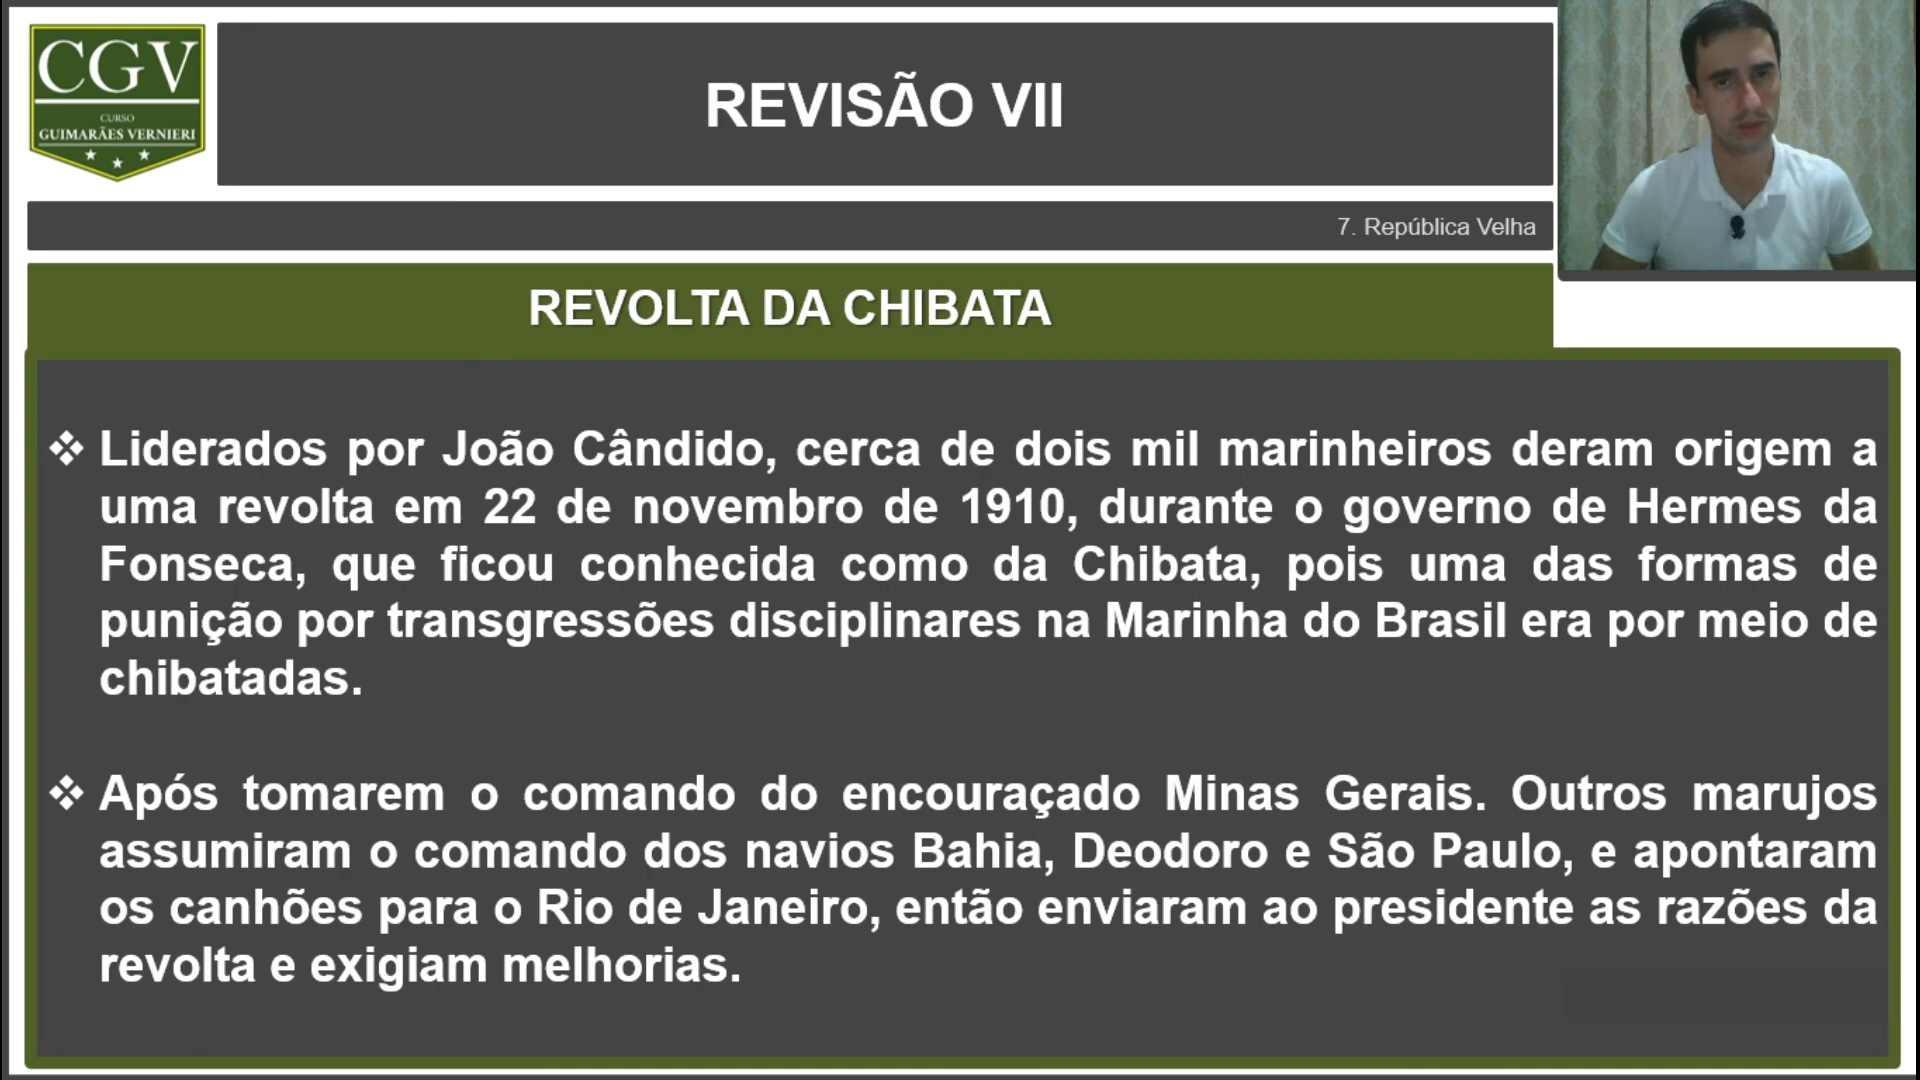 CGV
CURSO
GUIMARÃES VERNIERI
REVISÃO VII
7. República Velha
REVOLTA DA CHIBATA
❖ Liderados por João Cândido, cerca de dois mil marinheiros deram origem a
uma revolta em 22 de novembro de 1910, durante o governo de Hermes da
Fonseca, que ficou conhecida como da Chibata, pois uma das formas de
punição por transgressões disciplinares na Marinha do Brasil era por meio de
chibatadas.
❖ Após tomarem o comando do encouraçado Minas Gerais. Outros marujos
assumiram o comando dos navios Bahia, Deodoro e São Paulo, e apontaram
os canhões para o Rio de Janeiro, então enviaram ao presidente as razões da
revolta e exigiam melhorias.